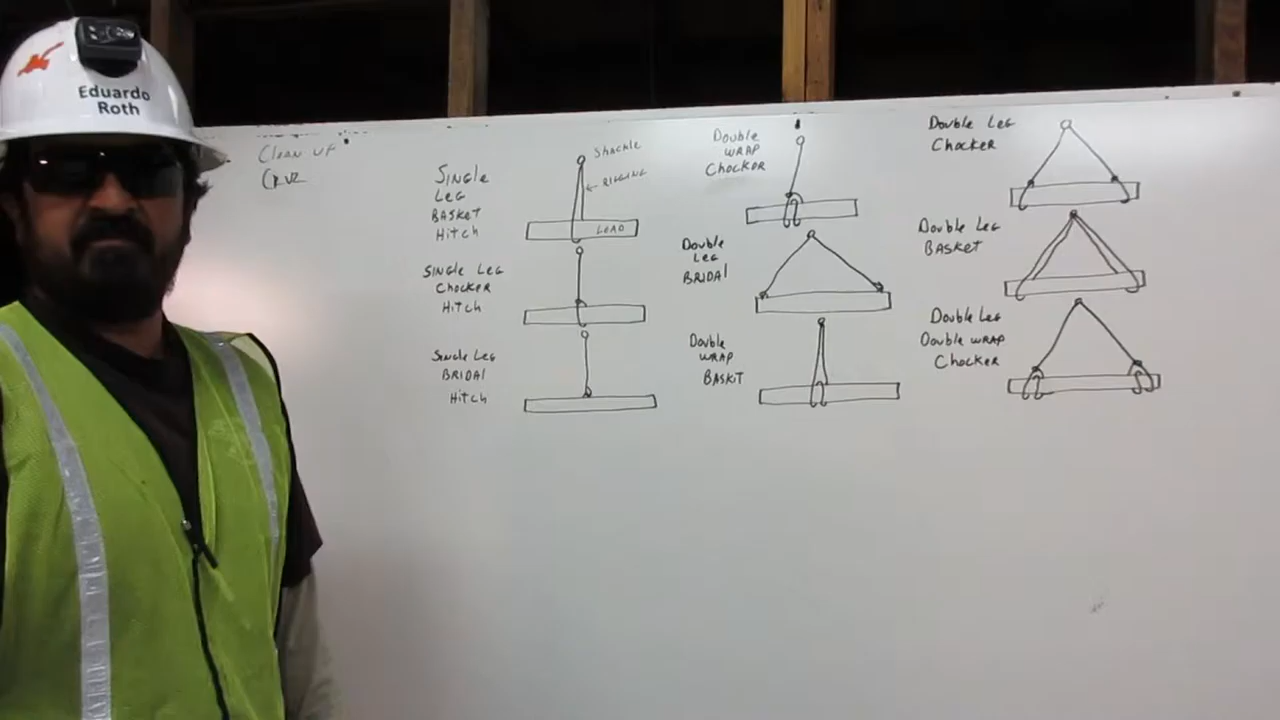 Eduardo
Roth
Clean up
CRUZ
Single
Leg
BASKET
Hitch
Shackle
RIGGING
LOAD
SINGLE LEG
CHOCKER
Hitch
SINGLE LEG
BRIDAl
Hitch
Double
WRAP
CHOCKER
Double
Leg
BRIDAl
Double
WRAP
BASKET
Double Leg
Chocker
Double Leg
BASKET
Double Leg
Double WRAP
Chocker